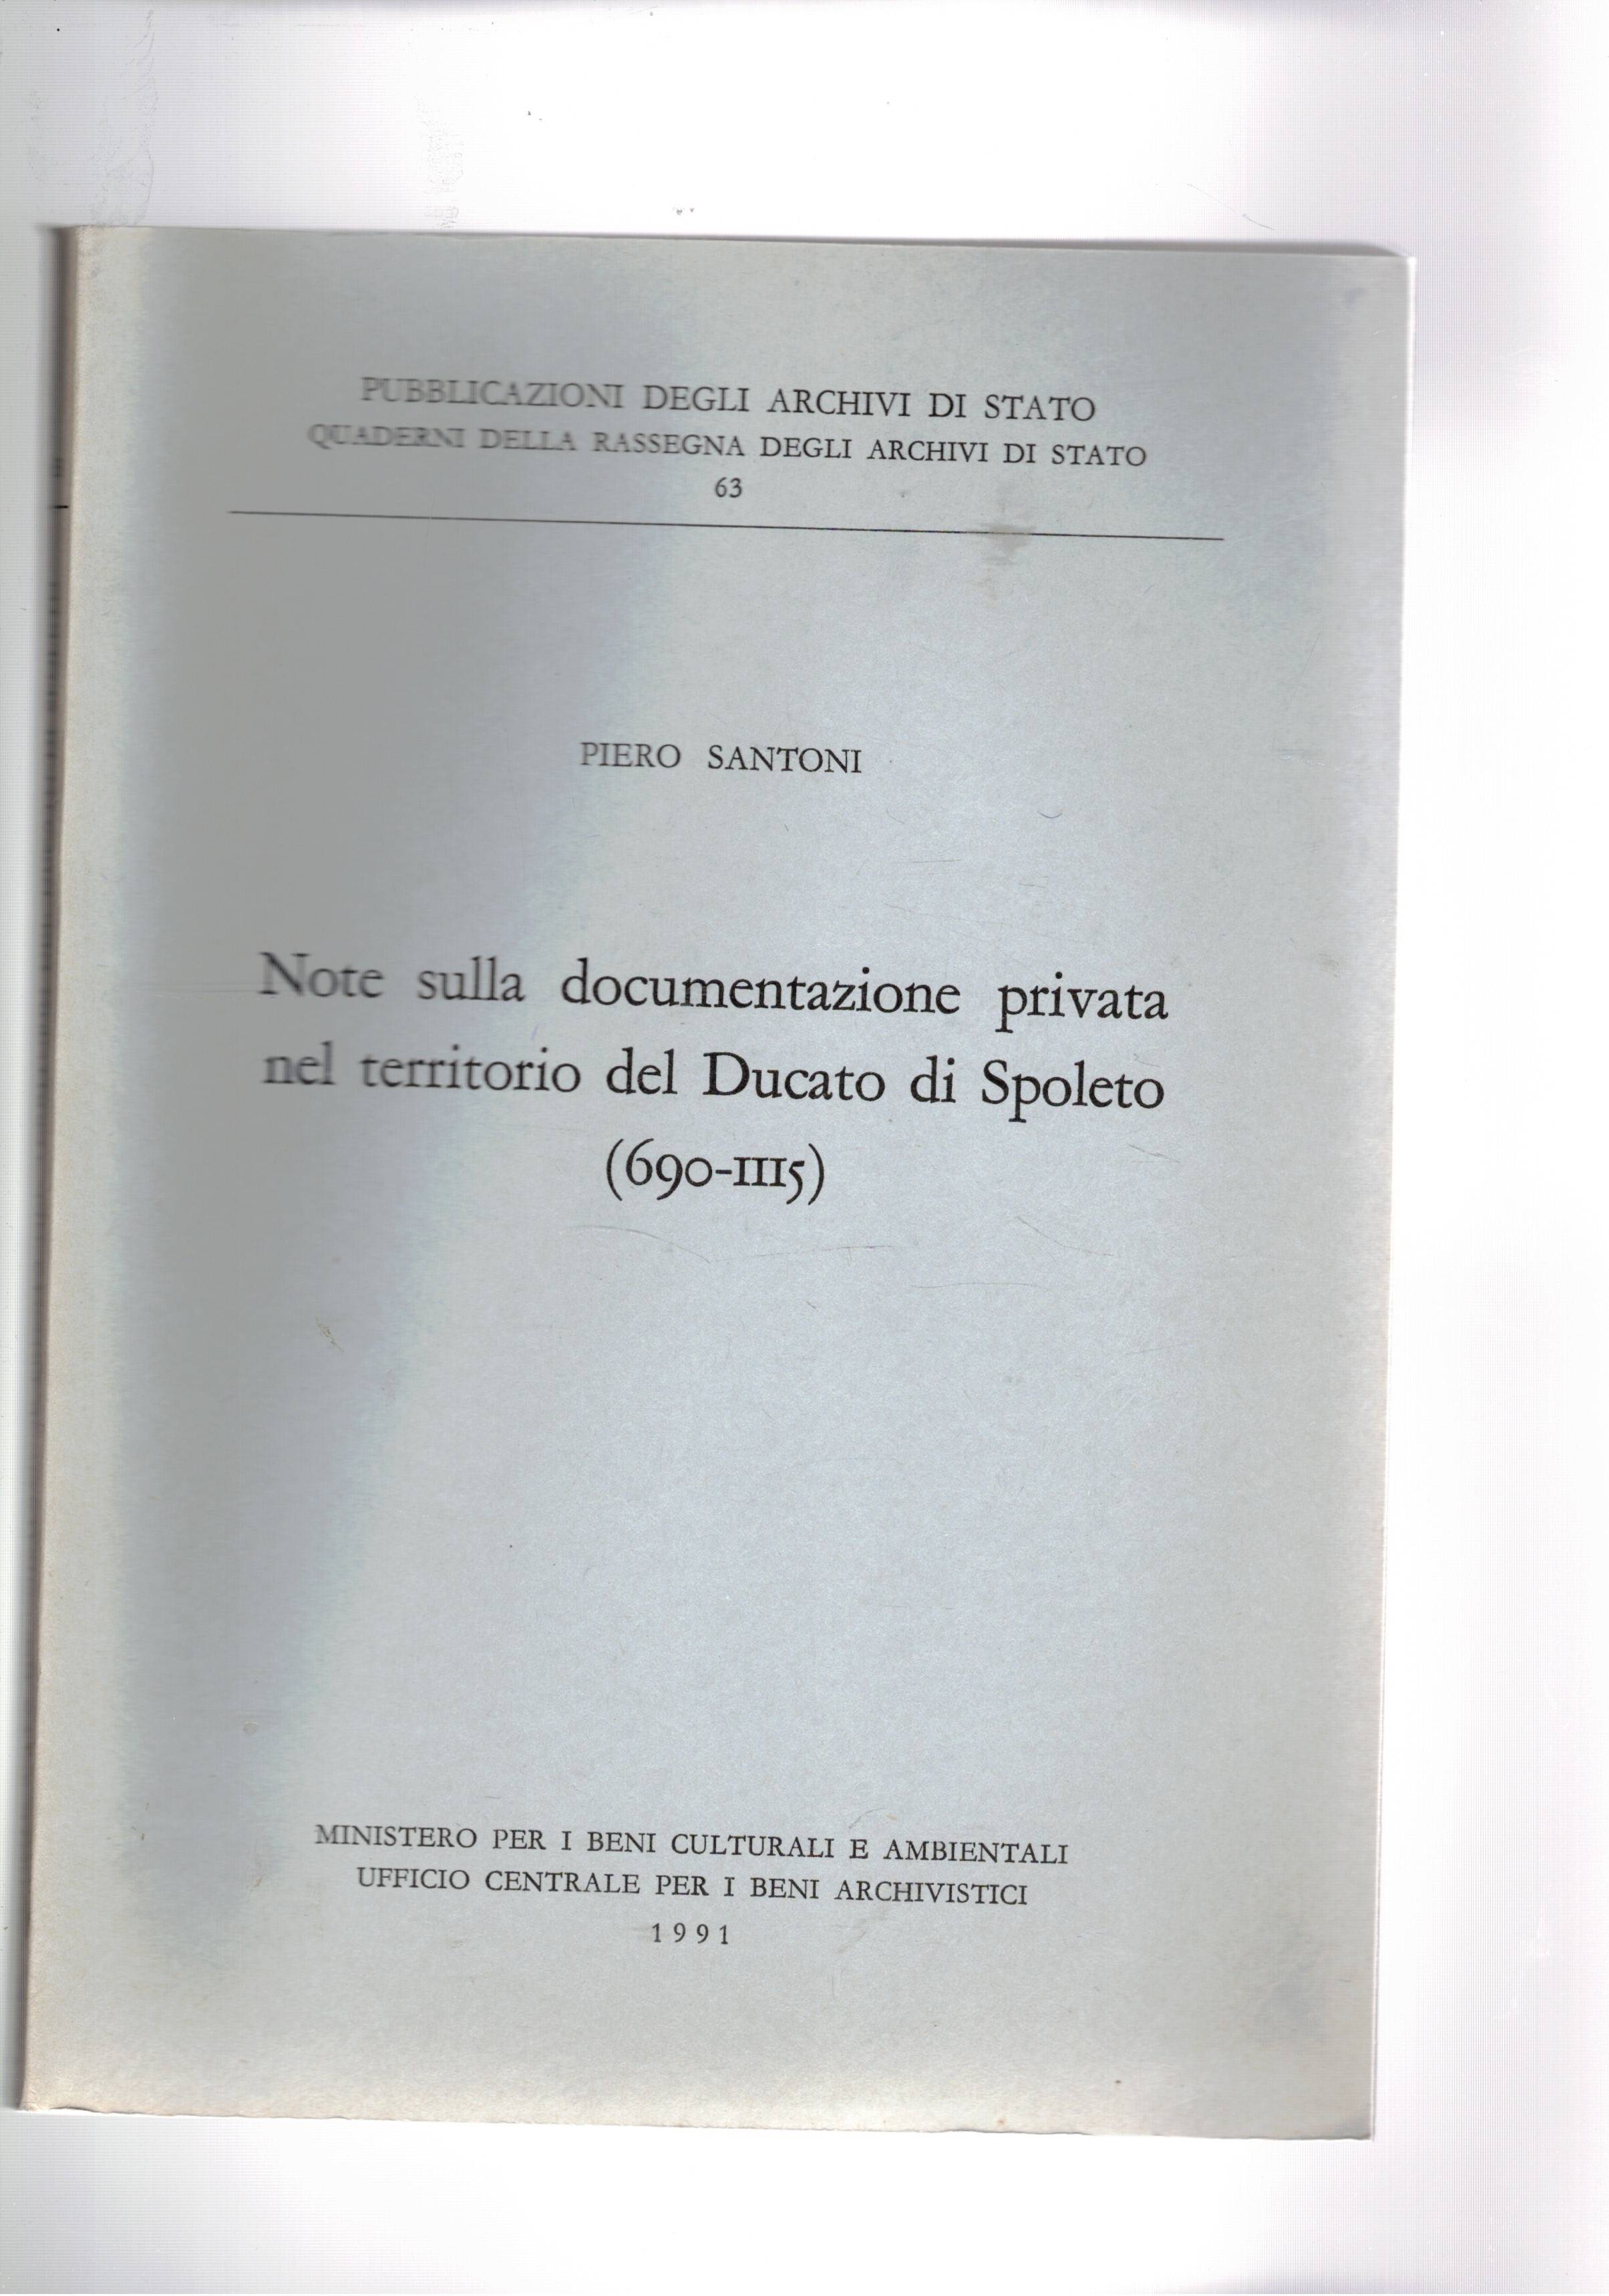 PUBBLICAZIONI DEGLI ARCHIVI DI STATO
QUADERNI DELLA RASSEGNA DEGLI ARCHIVI DI STATO
63
PIERO SANTONI
Note sulla documentazione privata
nel territorio del Ducato di Spoleto
(690-1115)
MINISTERO PER I BENI CULTURALI E AMBIENTALI
UFFICIO CENTRALE PER I BENI ARCHIVISTICI
1991